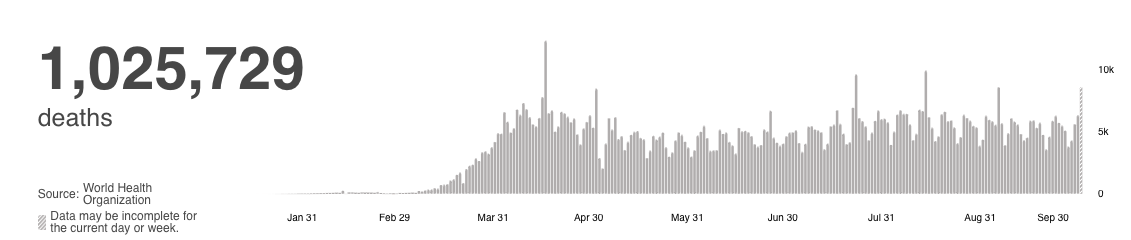 1,025,729
deaths
10k
5k
0
Source: World Health
Organization
Data may be incomplete for
the current day or week.
Jan 31 Feb 29 Mar 31 Apr 30 May 31 Jun 30 Jul 31 Aug 31 Sep 30